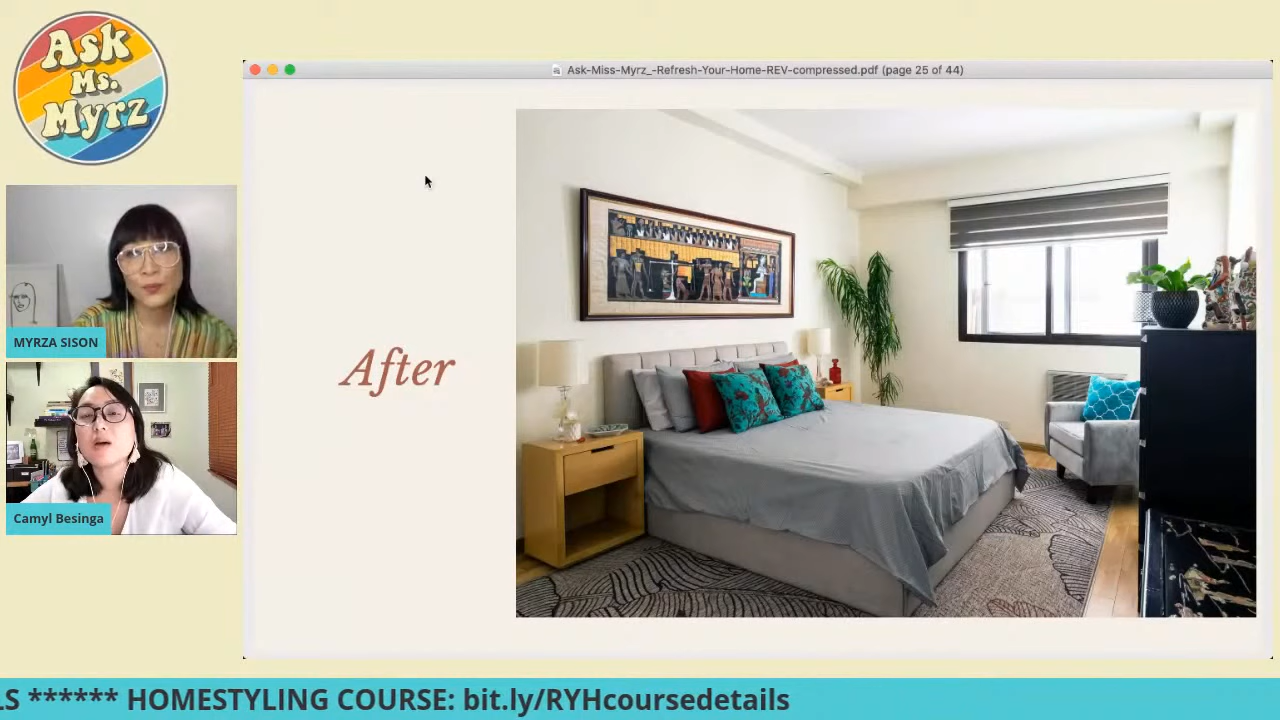 Ask
Ms.
Myrz
Ask-Miss-Myrz_-Refresh-Your-Home-REV-compressed.pdf (page 25 of 44)
After
MYRZA SISON
Camyl Besinga
LS ****** HOMESTYLING COURSE: bit.ly/RYHcoursedetails